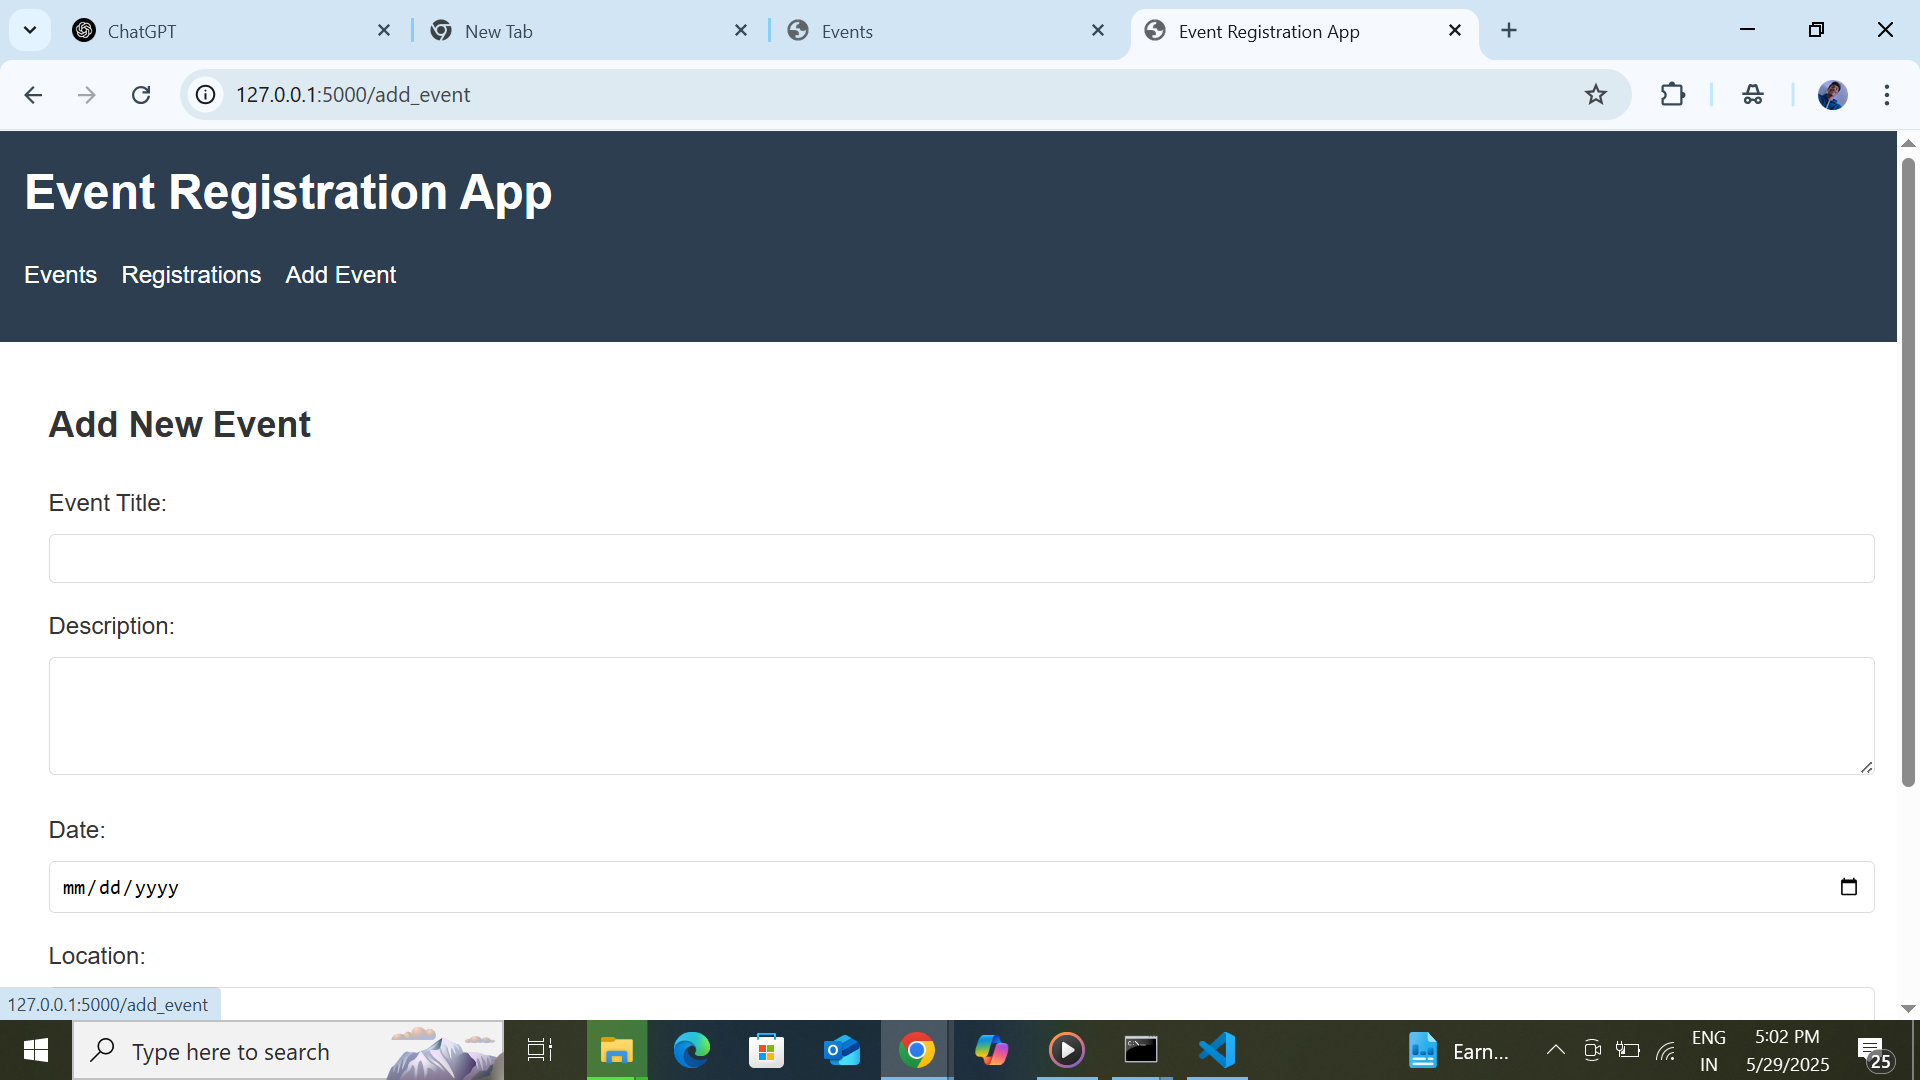 ChatGPT
New Tab
Events
Event Registration App
127.0.0.1:5000/add_event
Event Registration App
Events Registrations Add Event
Add New Event
Event Title:
Description:
Date:
mm/dd/yyyy
Location:
127.0.0.1:5000/add_event
Type here to search
Earn...
ENG
IN
5:02 PM
5/29/2025
25